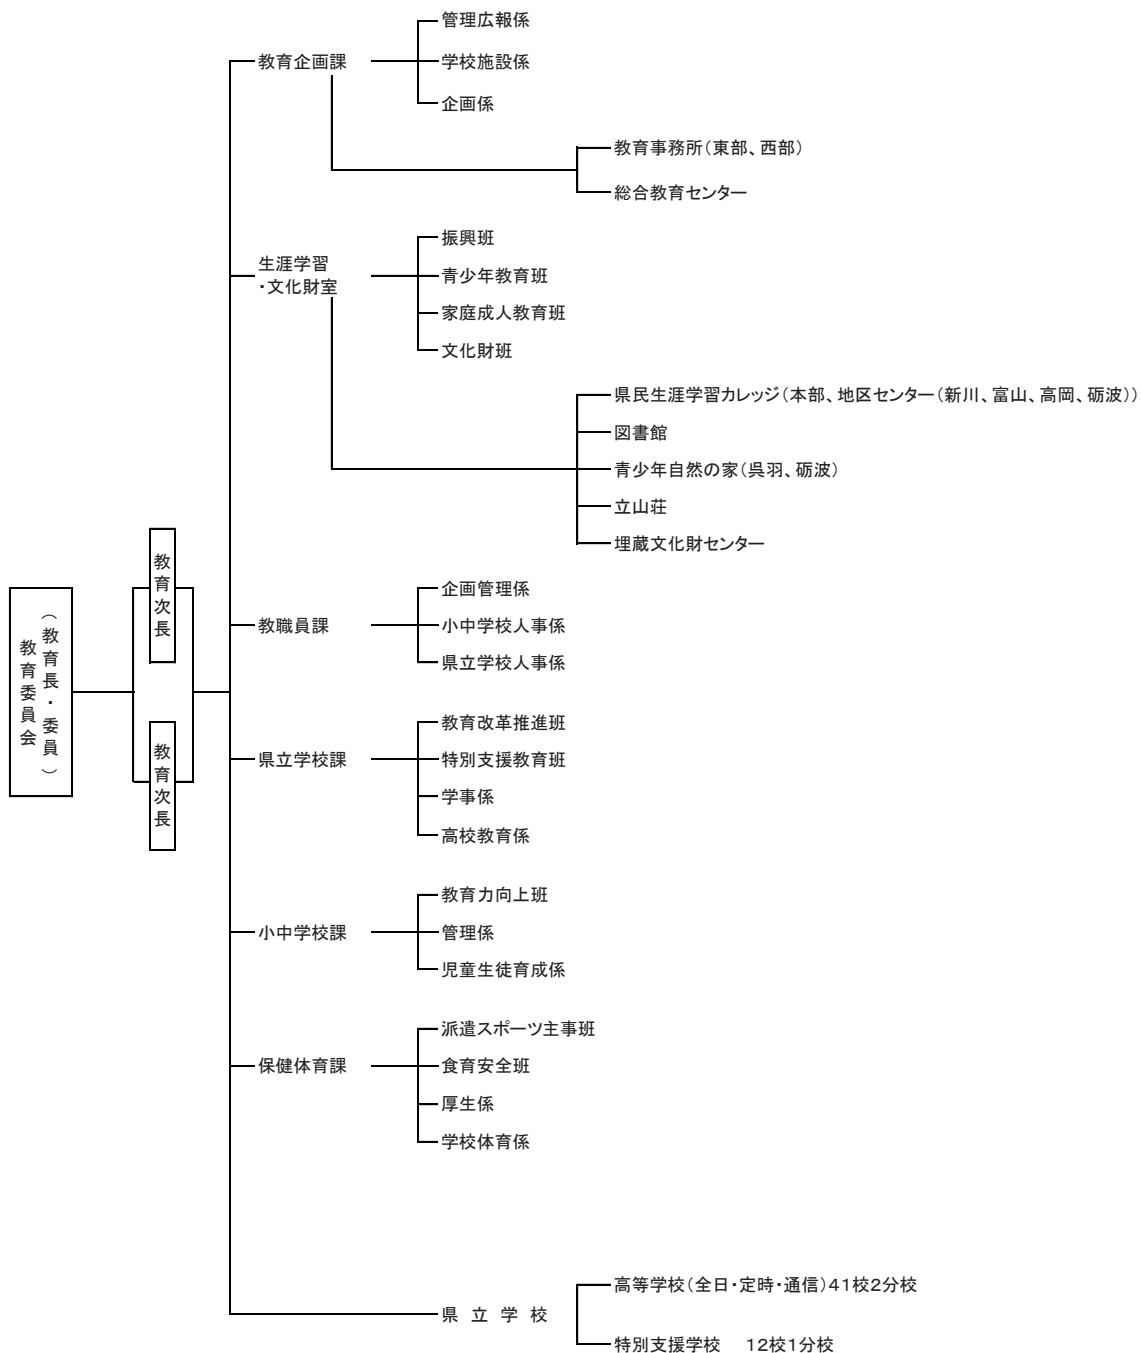 教育委員会
（教育長・委員）
教育次長
教育次長
教育企画課
管理広報係
学校施設係
企画係
教育事務所（東部、西部）
総合教育センター
生涯学習
・文化財室
振興班
青少年教育班
家庭成人教育班
文化財班
県民生涯学習カレッジ（本部、地区センター（新川、富山、高岡、砺波））
図書館
青少年自然の家（呉羽、砺波）
立山荘
埋蔵文化財センター
教職員課
企画管理係
小中学校人事係
県立学校人事係
県立学校課
教育改革推進班
特別支援教育班
学事係
高校教育係
小中学校課
教育力向上班
管理係
児童生徒育成係
保健体育課
派遣スポーツ主事班
食育安全班
厚生係
学校体育係
県　立　学　校
高等学校（全日・定時・通信）41校2分校
特別支援学校　12校1分校